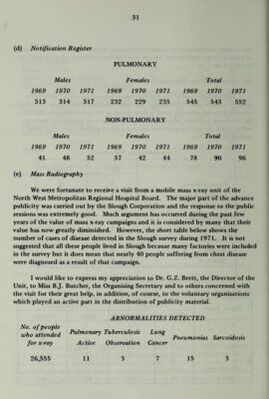 31
(d) Notification Register
PULMONARY
Males Females Total
1969 1970 1971 1969 1970 1971 1969 1970 1971
313 314 317 232 229 235 545 543 552
NON-PULMONARY
Males Females Total
1969 1970 1971 1969 1970 1971 1969 1970 1971
41 48 52 37 42 44 78 90 96
(e) Mass Radiography
We were fortunate to receive a visit from a mobile mass x-ray unit of the
North West Metropolitan Regional Hospital Board. The major part of the advance
publicity was carried out by the Slough Corporation and the response to the public
sessions was extremely good. Much argument has occurred during the past few
years of the value of mass x-ray campaigns and it is considered by many that their
value has now greatly diminished. However, the short table below shows the
number of cases of disease detected in the Slough survey during 1971. It is not
suggested that all these people lived in Slough because many factories were included
in the survey but it does mean that nearly 40 people suffering from chest disease
were diagnosed as a result of that campaign.
I would like to express my appreciation to Dr. G.Z. Brett, the Director of the
Unit, to Miss B.J. Butcher, the Organising Secretary and to others concerned with
the visit for their great help, in addition, of course, to the voluntary organisations
which played an active part in the distribution of publicity material.
ABNORMALITIES DETECTED
No. of people
who attended
for x-ray
Pulmonary Tuberculosis
Active Observation
Lung
Cancer
Pneumonias Sarcoidosis
26,555 11 3 7 15 3